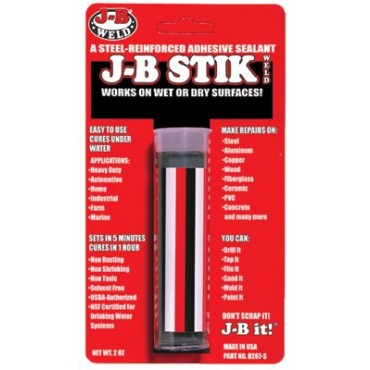 J-B
WELD
A STEEL-REINFORCED ADHESIVE SEALANT
J-B STIK
WELD
WORKS ON WET OR DRY SURFACES!
EASY TO USE
CURES UNDER
WATER
APPLICATIONS:
• Heavy Duty
• Automotive
• Home
• Industrial
• Farm
• Marine
SETS IN 5 MINUTES
CURES IN 1 HOUR
• Non Rusting
• Non Shrinking
• Non Toxic
• Solvent Free
• USDA-Authorized
• NSF Certified for
Drinking Water
Systems
NET WT. 2 OZ
MAKE REPAIRS ON:
• Steel
• Aluminum
• Copper
• Wood
• Fiberglass
• Ceramic
• PVC
• Concrete
and many more
YOU CAN:
• Drill It
• Tap It
• File It
• Sand It
• Mold It
• Paint It
DON'T SCRAP IT!
J-B it!
MADE IN USA
PART NO. 8267-S